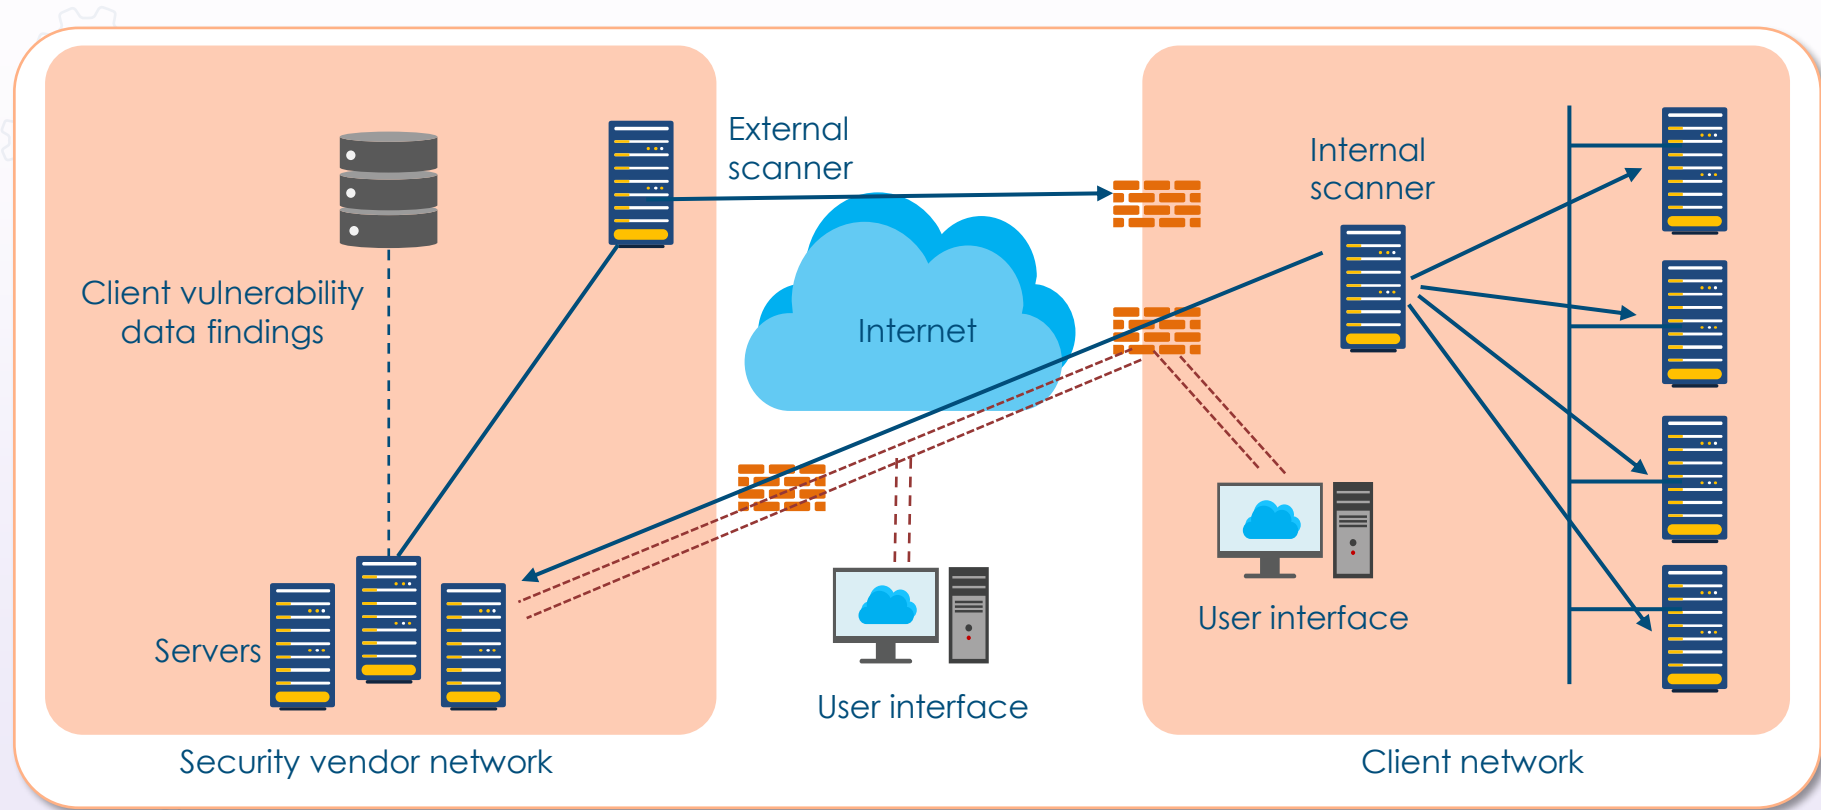 External
scanner
Internal
scanner
Client vulnerability
data findings
Internet
Servers
User interface
User interface
Security vendor network
Client network